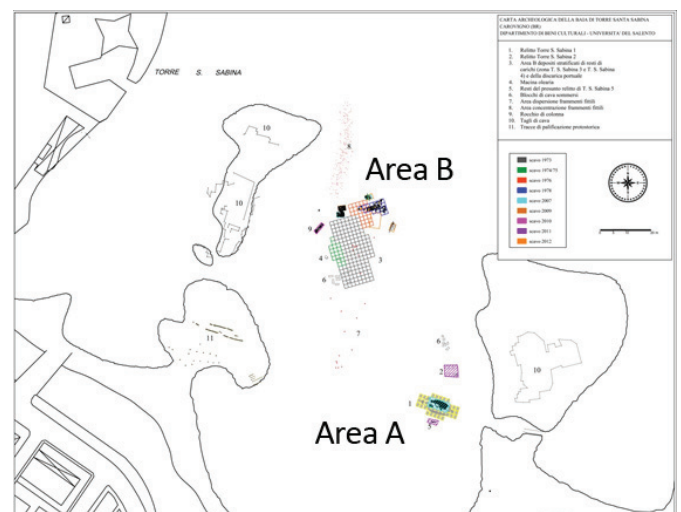 CARTA ARCHEOLOGICA DELLA BAIA DI TORRE SANTA SABINA
CAROVIGNO (BR)
DIPARTIMENTO DI BENI CULTURALI - UNIVERSITA' DEL SALENTO
1. Relitto Torre S. Sabina 1
2. Relitto Torre S. Sabina 2
3. Area B depositi stratificati di resti di
carichi (zona T. S. Sabina 3 e T. S. Sabina
4) e della discarica portuale
4. Macina olearia
5. Resti del presunto relitto di T. S. Sabina 5
6. Blocchi di cava sommersi
7. Area dispersione frammenti fittili
8. Area concentrazione frammenti fittili
9. Rocchio di colonna
10. Tagli di cava
11. Tracce di palificazione protostorica
scavo 1973
scavo 1974/75
scavo 1976
scavo 1978
scavo 2007
scavo 2009
scavo 2010
scavo 2011
scavo 2012
TORRE S. SABINA
10
8
Area B
10
9
4
3
6
7
11
6
2
10
1
Area A